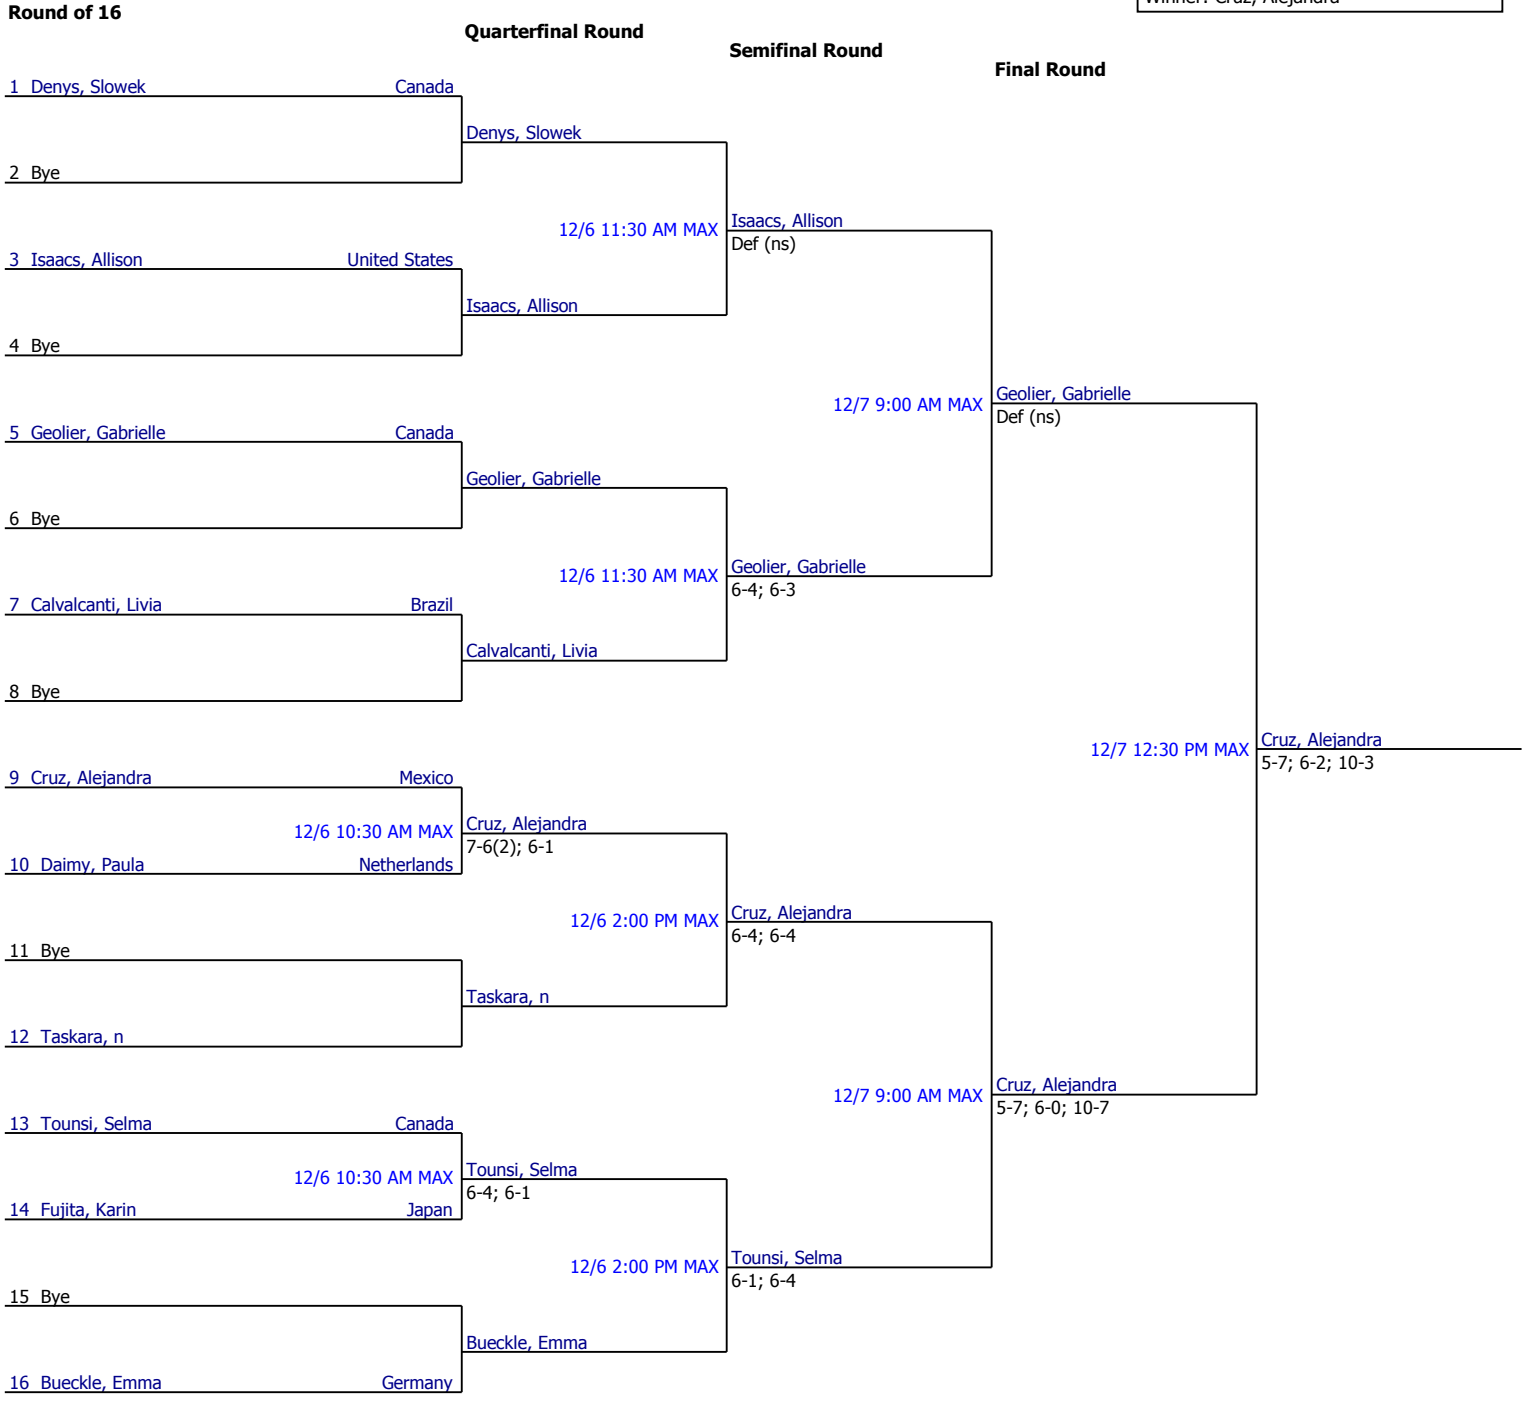 Winner: Cruz, Alejandra
Round of 16
Quarterfinal Round
Semifinal Round
Final Round
1 Denys, Slowek Canada
Denys, Slowek
2 Bye
12/6 11:30 AM MAX Isaacs, Allison
Def (ns)
3 Isaacs, Allison United States
Isaacs, Allison
4 Bye
12/7 9:00 AM MAX Geolier, Gabrielle
Def (ns)
5 Geolier, Gabrielle Canada
Geolier, Gabrielle
6 Bye
12/6 11:30 AM MAX Geolier, Gabrielle
6-4; 6-3
7 Calvalcanti, Livia Brazil
Calvalcanti, Livia
8 Bye
12/7 12:30 PM MAX Cruz, Alejandra
5-7; 6-2; 10-3
9 Cruz, Alejandra Mexico
12/6 10:30 AM MAX Cruz, Alejandra
7-6(2); 6-1
10 Daimy, Paula Netherlands
12/6 2:00 PM MAX Cruz, Alejandra
6-4; 6-4
11 Bye
Taskara, n
12 Taskara, n
12/7 9:00 AM MAX Cruz, Alejandra
5-7; 6-0; 10-7
13 Tounsi, Selma Canada
12/6 10:30 AM MAX Tounsi, Selma
6-4; 6-1
14 Fujita, Karin Japan
12/6 2:00 PM MAX Tounsi, Selma
6-1; 6-4
15 Bye
Bueckle, Emma
16 Bueckle, Emma Germany